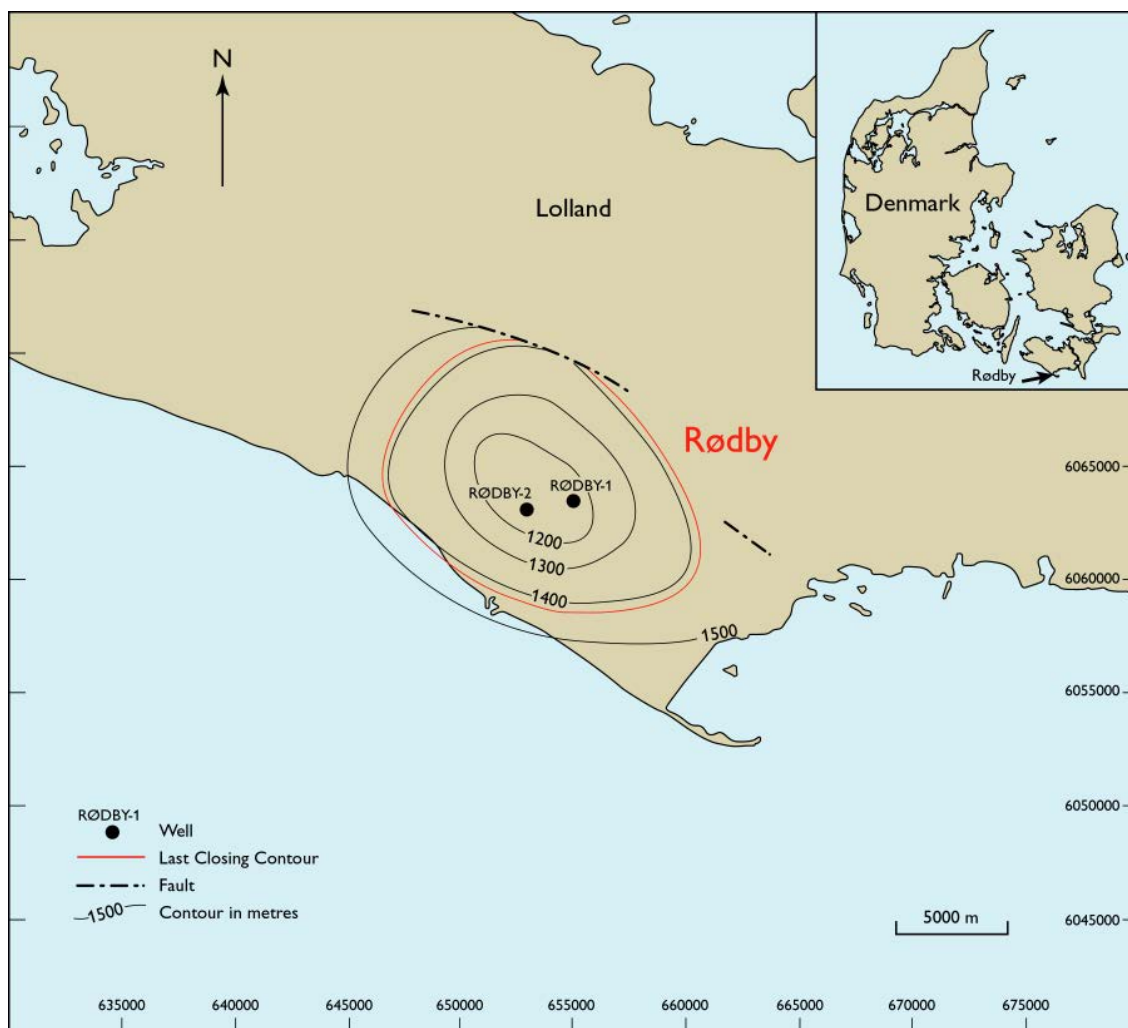 N
Lolland
Denmark
Rødby
Rødby
RØDBY-2
RØDBY-1
1200
1300
1400
1500
6065000
6060000
6055000
6050000
6045000
RØDBY-1
Well
Last Closing Contour
Fault
1500
Contour in metres
5000 m
635000
640000
645000
650000
655000
660000
665000
670000
675000